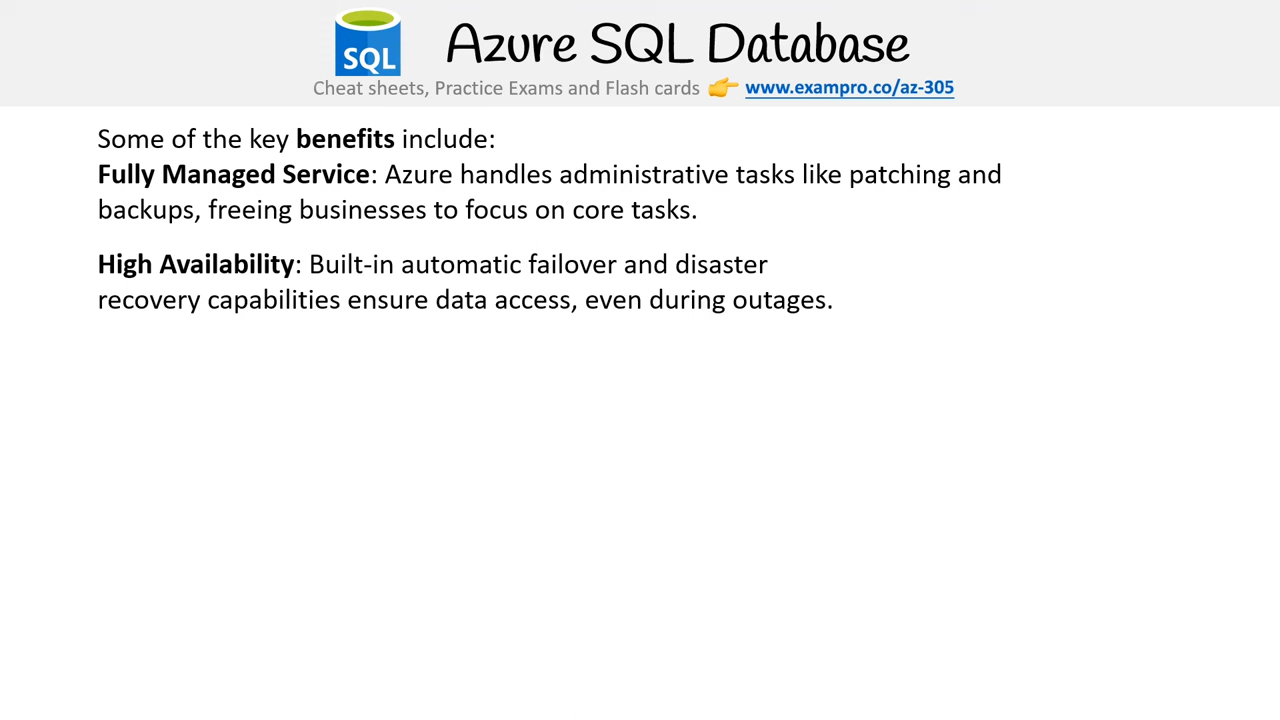 SQL
Azure SQL Database
Cheat sheets, Practice Exams and Flash cards 👉 www.exampro.co/az-305
Some of the key benefits include:
Fully Managed Service: Azure handles administrative tasks like patching and
backups, freeing businesses to focus on core tasks.
High Availability: Built-in automatic failover and disaster
recovery capabilities ensure data access, even during outages.